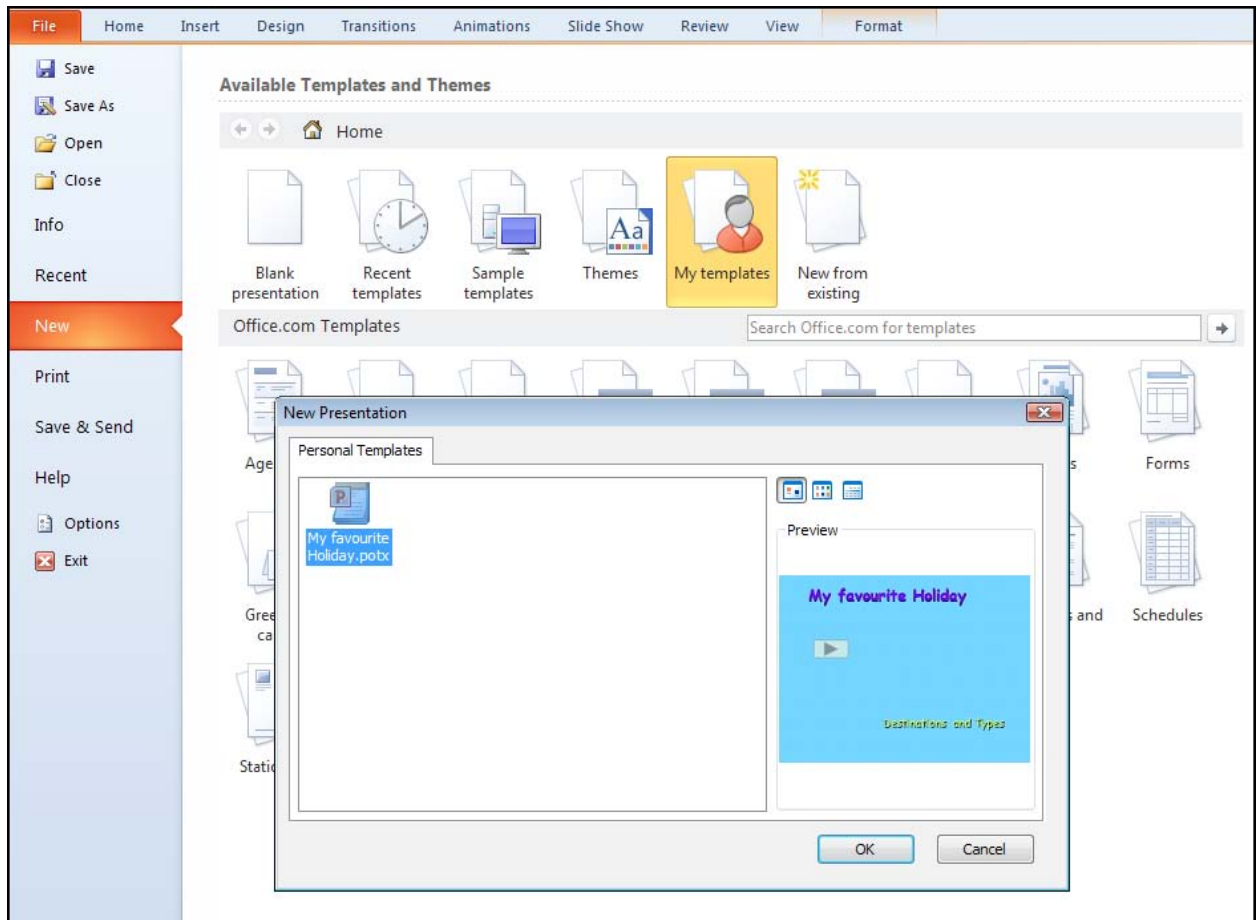 File Home Insert Design Transitions Animations Slide Show Review View Format
Save
Save As
Open
Close
Info
Recent
New
Print
Save & Send
Help
Options
Exit
Available Templates and Themes
Home
Blank presentation
Recent templates
Sample templates
Themes
My templates
New from existing
Office.com Templates
Search Office.com for templates
Forms
and
Schedules
New Presentation
Personal Templates
P
My favourite
Holiday.potx
Preview
My favourite Holiday
Destinations and Types
OK
Cancel
Aa